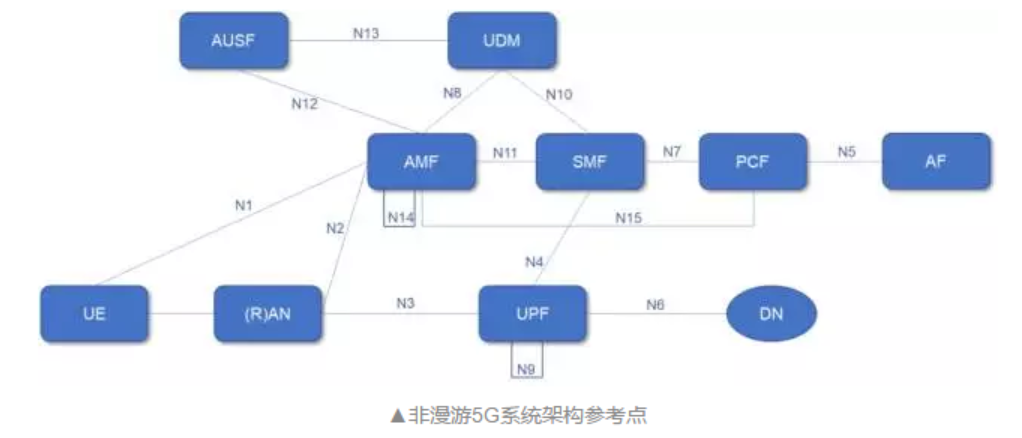 N13
AUSF
UDM
N8
N10
N12
N11
N7
N5
AMF
SMF
PCF
AF
N1
N14
N15
N2
N4
N3
N6
UE
(R)AN
UPF
DN
N9
▲非漫游5G系统架构参考点